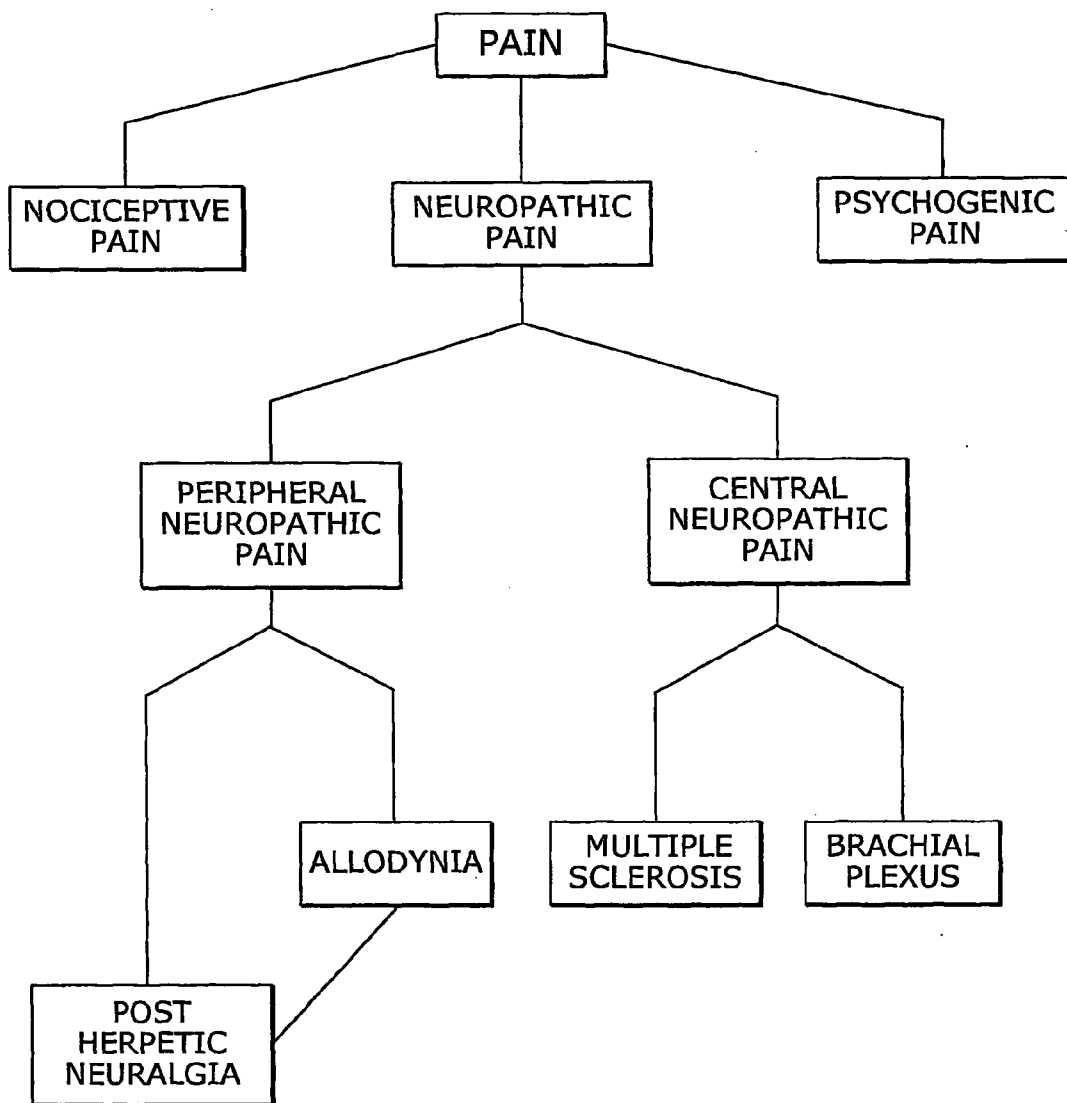 PAIN
NOCICEPTIVE
PAIN
NEUROPATHIC
PAIN
PSYCHOGENIC
PAIN
PERIPHERAL
NEUROPATHIC
PAIN
CENTRAL
NEUROPATHIC
PAIN
ALLODYNIA
MULTIPLE
SCLEROSIS
BRACHIAL
PLEXUS
POST
HERPETIC
NEURALGIA